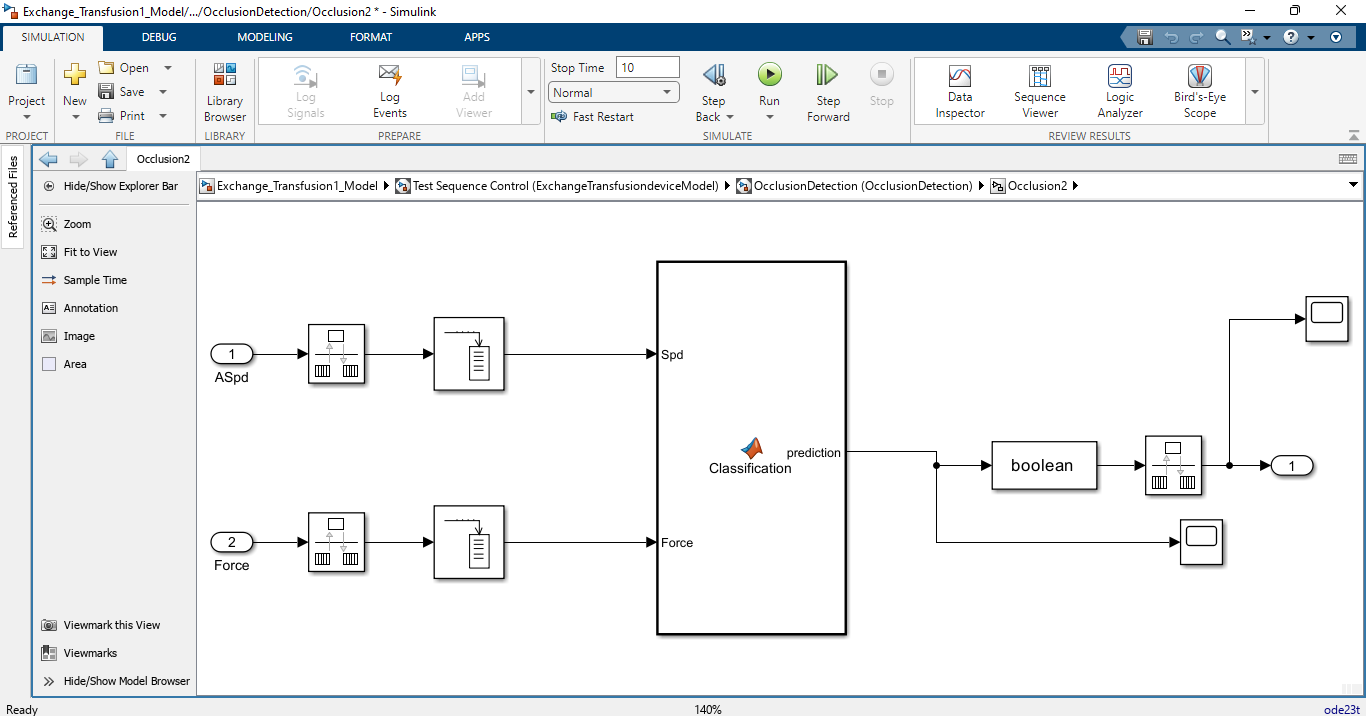 Exchange_Transfusion1_Model/.../OcclusionDetection/Occlusion2 * - Simulink
SIMULATION DEBUG MODELING FORMAT APPS
Project
PROJECT
New
Open
Save
Print
FILE
Library
Browser
LIBRARY
Log
Signals
Log
Events
Add
Viewer
PREPARE
Stop Time 10
Normal
Fast Restart
Step
Back
Run
Step
Forward
Stop
SIMULATE
Data
Inspector
Sequence
Viewer
Logic
Analyzer
Bird's-Eye
Scope
REVIEW RESULTS
Referenced Files
Occlusion2
Hide/Show Explorer Bar
Exchange_Transfusion1_Model Test Sequence Control (ExchangeTransfusiondeviceModel) OcclusionDetection (OcclusionDetection) Occlusion2
Zoom
Fit to View
Sample Time
Annotation
Image
Area
Viewmark this View
Viewmarks
Hide/Show Model Browser
1
ASpd
2
Force
Spd
Force
Classification
prediction
boolean
1
Ready
140%
ode23t